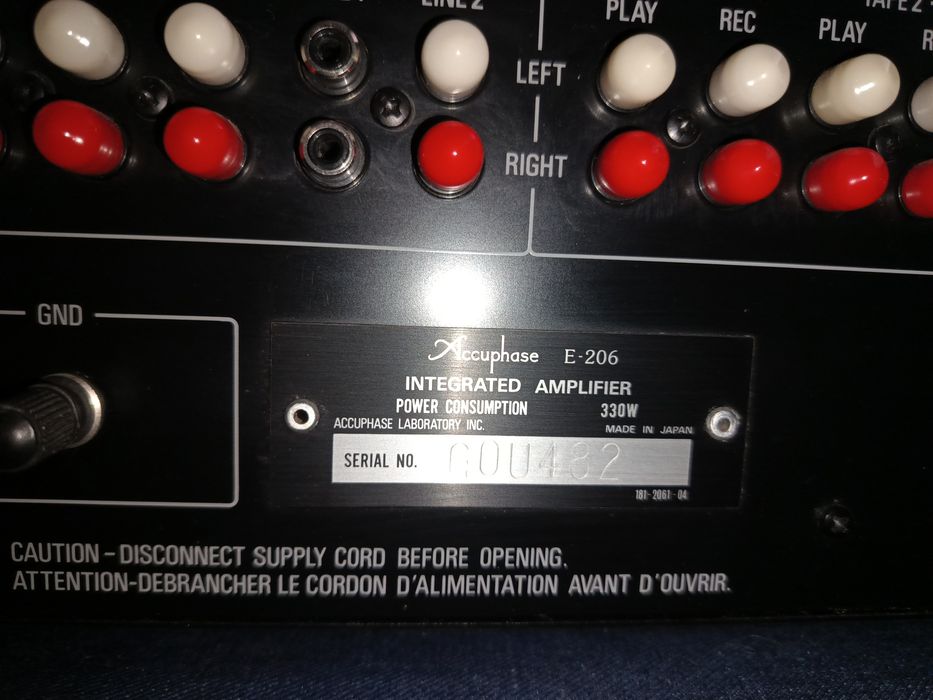 LINE 2
PLAY
REC
PLAY
TAPE 2
LEFT
RIGHT
GND
Accuphase E-206
INTEGRATED AMPLIFIER
POWER CONSUMPTION 330W
ACCUPHASE LABORATORY INC. MADE IN JAPAN
SERIAL NO.
181-2061-04
CAUTION-DISCONNECT SUPPLY CORD BEFORE OPENING.
ATTENTION-DEBRANCHER LE CORDON D'ALIMENTATION AVANT D'OUVRIR.